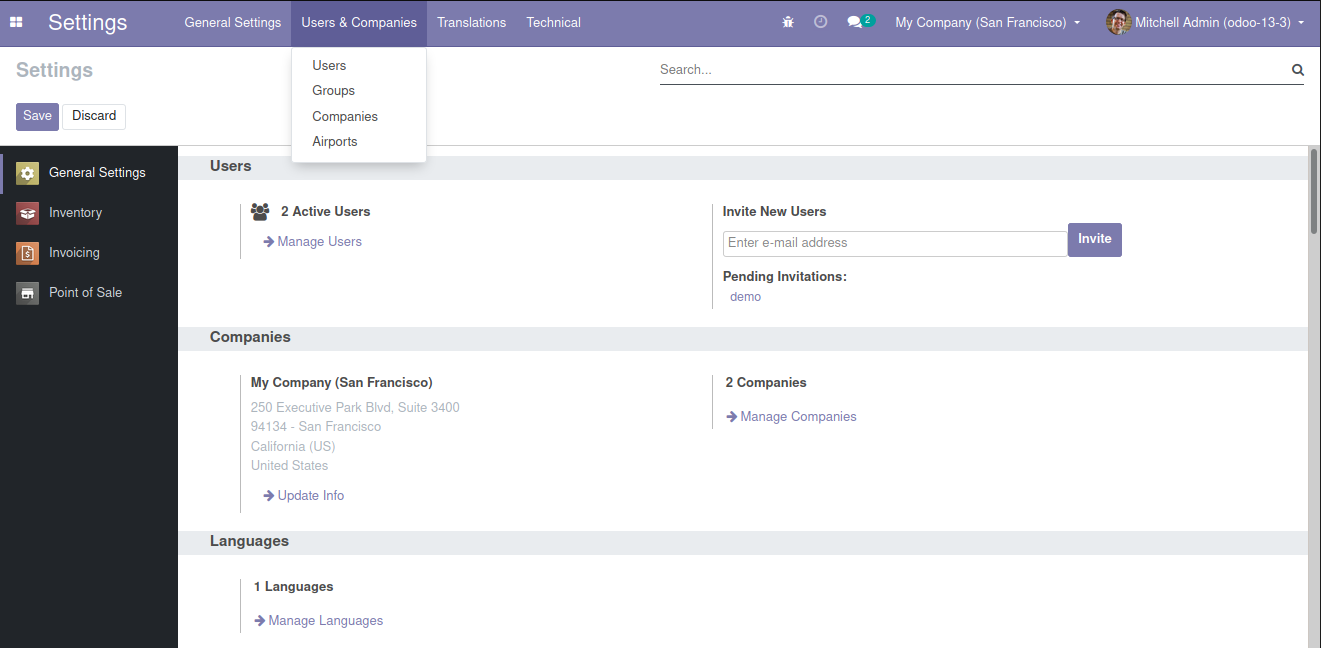 Settings General Settings Users & Companies Translations Technical 2 My Company (San Francisco) Mitchell Admin (odoo-13-3)
Settings
Search...
Save Discard
Users
Groups
Companies
Airports
General Settings
Inventory
Invoicing
Point of Sale
Users
2 Active Users
Manage Users
Invite New Users
Enter e-mail address Invite
Pending Invitations:
demo
Companies
My Company (San Francisco)
250 Executive Park Blvd, Suite 3400
94134 - San Francisco
California (US)
United States
Update Info
2 Companies
Manage Companies
Languages
1 Languages
Manage Languages